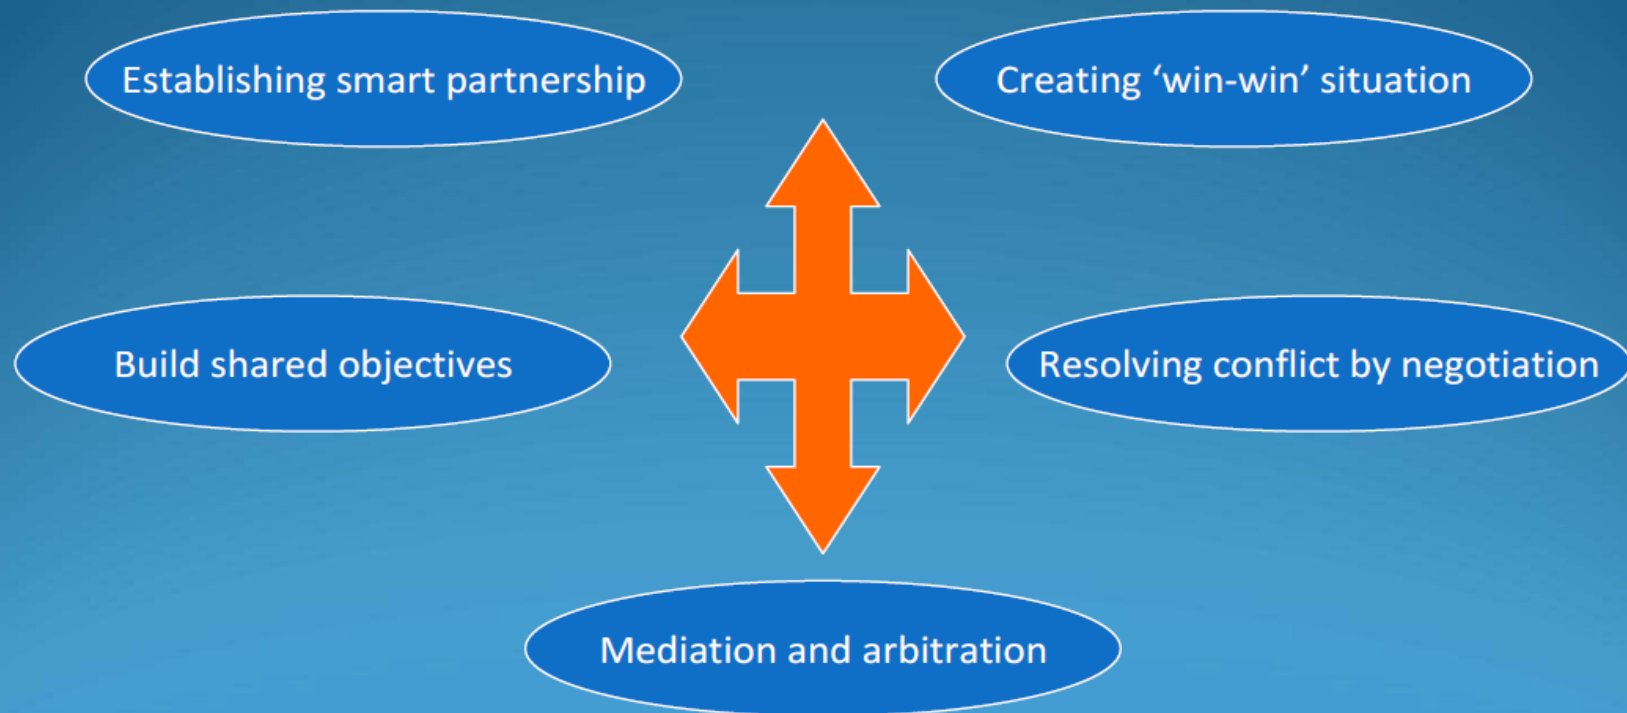 Establishing smart partnership
Creating ‘win-win’ situation
Build shared objectives
Resolving conflict by negotiation
Mediation and arbitration